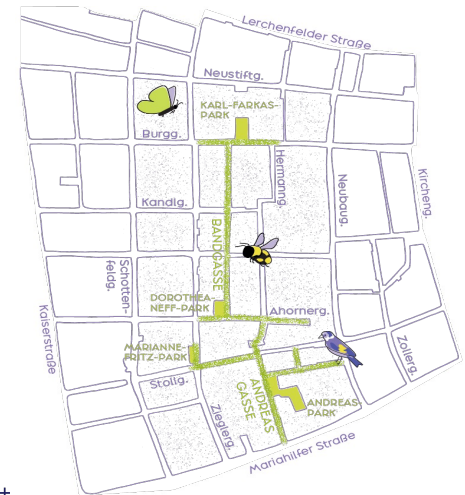 Lerchenfelder Straße
Neustiftg.
KARL-FARKAS-
PARK
Burgg.
Hermanng.
Neubaug.
Kircheng.
Kandlg.
BANDGASSE
Schotten-
feldg.
DOROTHEA-
NEFF-PARK
Ahornerg.
Kaiserstraße
MARIANNE-
FRITZ-PARK
Zollerg.
Stollg.
ANDREAS
GASSE
Zieglerg.
ANDREAS-
PARK
Mariahilfer Straße